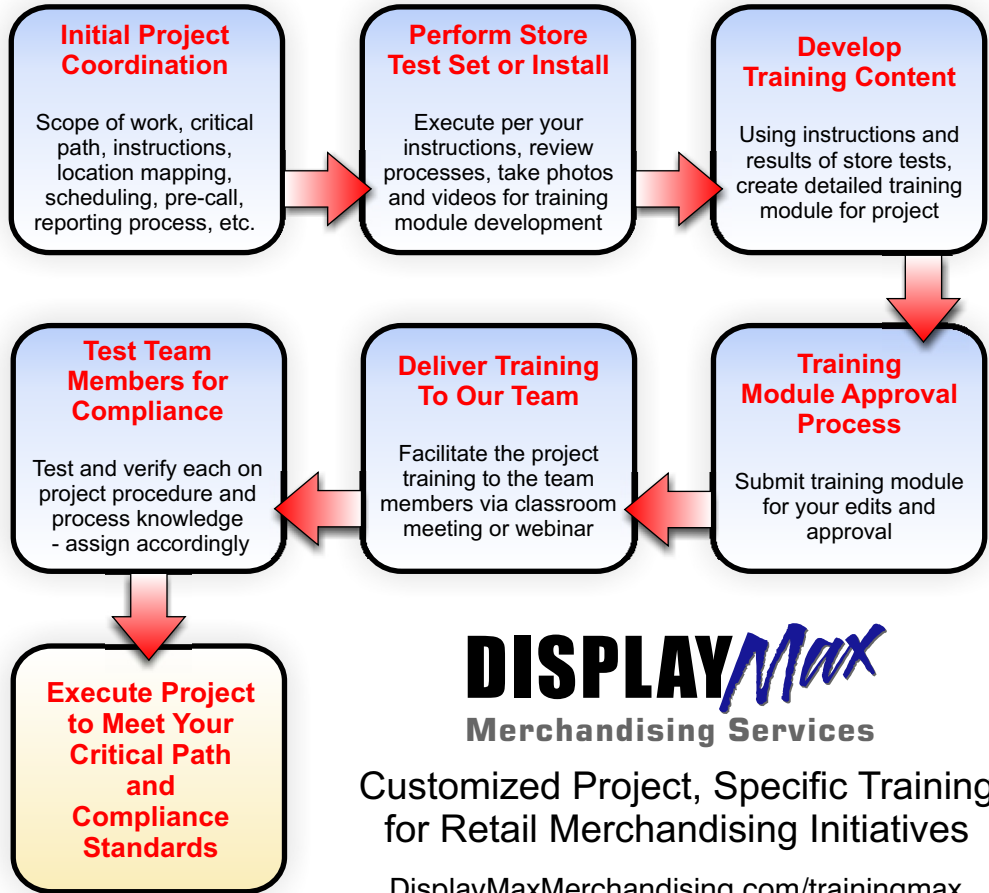 Initial Project
Coordination
Scope of work, critical
path, instructions,
location mapping,
scheduling, pre-call,
reporting process, etc.
Perform Store
Test Set or Install
Execute per your
instructions, review
processes, take photos
and videos for training
module development
Develop
Training Content
Using instructions and
results of store tests,
create detailed training
module for project
Training
Module Approval
Process
Submit training module
for your edits and
approval
Deliver Training
To Our Team
Facilitate the project
training to the team
members via classroom
meeting or webinar
Test Team
Members for
Compliance
Test and verify each on
project procedure and
process knowledge
- assign accordingly
Execute Project
to Meet Your
Critical Path
and
Compliance
Standards
DISPLAYMax
Merchandising Services
Customized Project, Specific Training
for Retail Merchandising Initiatives
DisplayMaxMerchandising.com/trainingmax